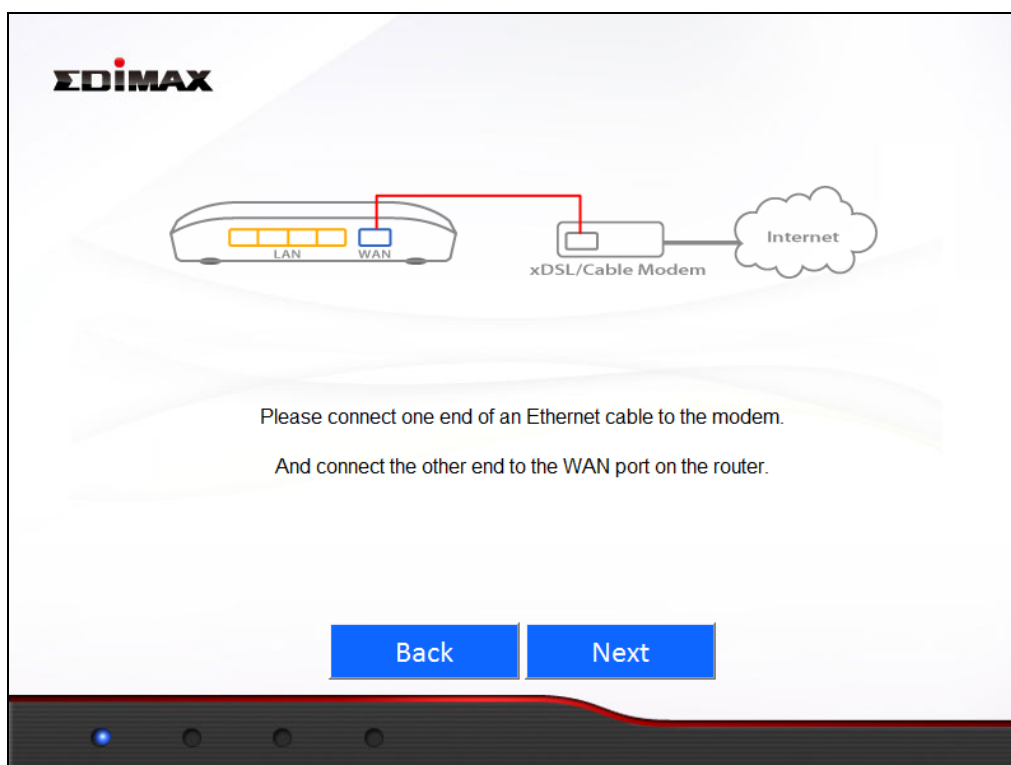 EDIMAX
LAN WAN
xDSL/Cable Modem
Internet
Please connect one end of an Ethernet cable to the modem.
And connect the other end to the WAN port on the router.
Back Next